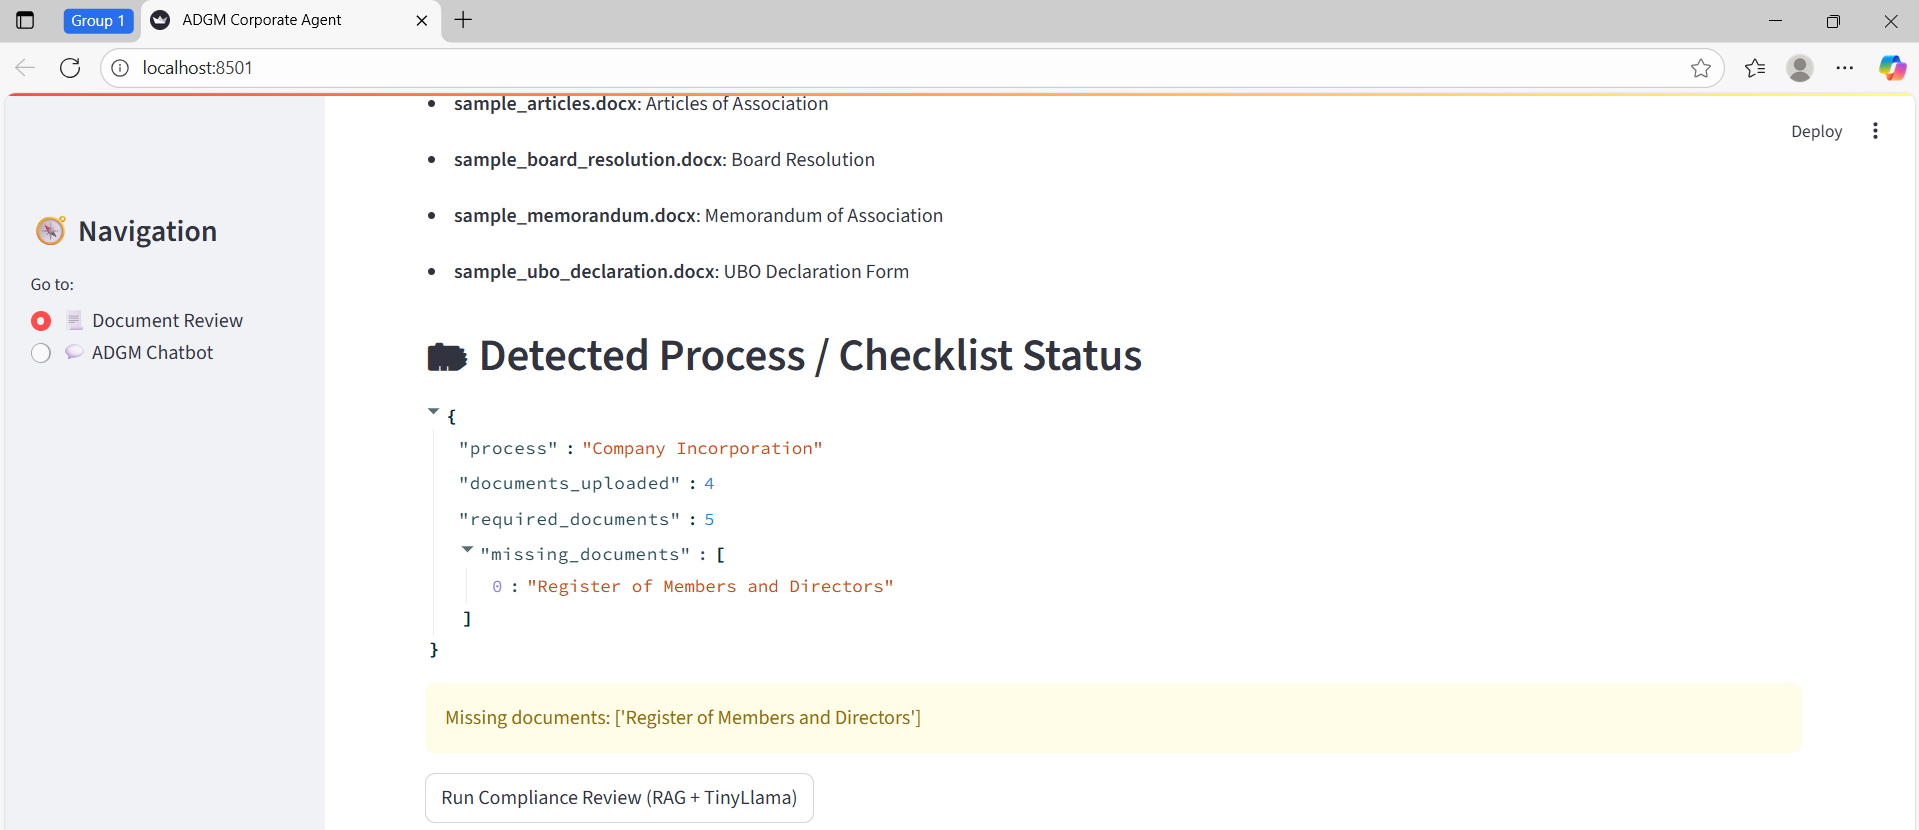 Group 1
ADGM Corporate Agent
localhost:8501
Deploy
Navigation
Go to:
Document Review
ADGM Chatbot
• sample_articles.docx: Articles of Association
• sample_board_resolution.docx: Board Resolution
• sample_memorandum.docx: Memorandum of Association
• sample_ubo_declaration.docx: UBO Declaration Form
Detected Process / Checklist Status
{
"process" : "Company Incorporation"
"documents_uploaded" : 4
"required_documents" : 5
"missing_documents" : [
0 : "Register of Members and Directors"
]
}
Missing documents: ['Register of Members and Directors']
Run Compliance Review (RAG + TinyLlama)